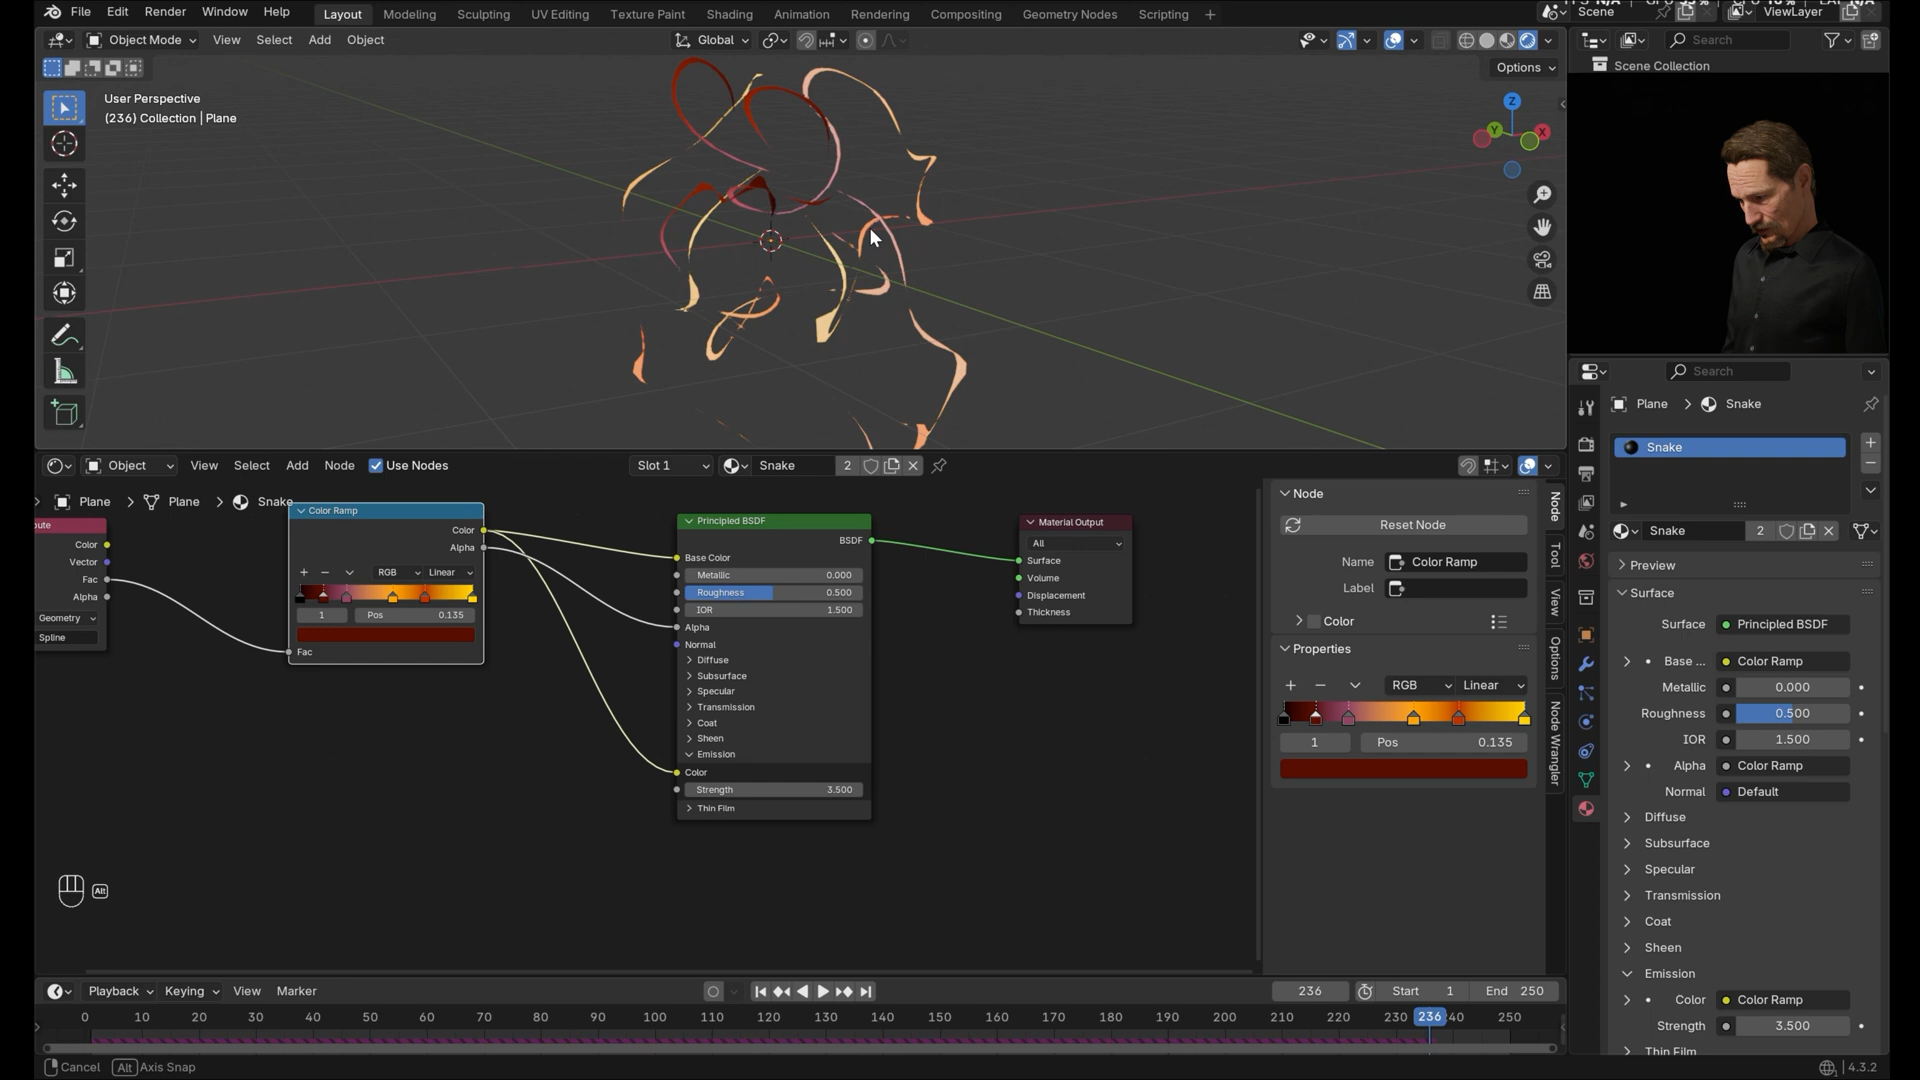 File Edit Render Window Help Layout Modeling Sculpting UV Editing Texture Paint Shading Animation Rendering Compositing Geometry Nodes Scripting Scene ViewLayer
Object Mode View Select Add Object Global Search
Options Scene Collection
User Perspective
(236) Collection | Plane
Z
Y X
Search
Plane Snake
Snake
Object View Select Add Node Use Nodes Slot 1 Snake 2
Plane Plane Snake
Snake 2
Preview
Surface
Surface Principled BSDF
Base ... Color Ramp
Metallic 0.000
Roughness 0.500
IOR 1.500
Alpha Color Ramp
Normal Default
Diffuse
Subsurface
Specular
Transmission
Coat
Sheen
Emission
Color Color Ramp
Strength 3.500
Thin Film
ute
Color
Vector
Fac
Alpha
Geometry
Spline
Color Ramp
Color
Alpha
RGB Linear
1 Pos 0.135
Fac
Principled BSDF
BSDF
Base Color
Metallic 0.000
Roughness 0.500
IOR 1.500
Alpha
Normal
Diffuse
Subsurface
Specular
Transmission
Coat
Sheen
Emission
Color
Strength 3.500
Thin Film
Material Output
All
Surface
Volume
Displacement
Thickness
Node
Reset Node
Name Color Ramp
Label
Color
Properties
RGB Linear
1 Pos 0.135
Node
Tool
View
Options
Node Wrangler
Alt
Playback Keying View Marker 236 Start 1 End 250
0 10 20 30 40 50 60 70 80 90 100 110 120 130 140 150 160 170 180 190 200 210 220 230 236 40 250
Cancel Alt Axis Snap 4.3.2